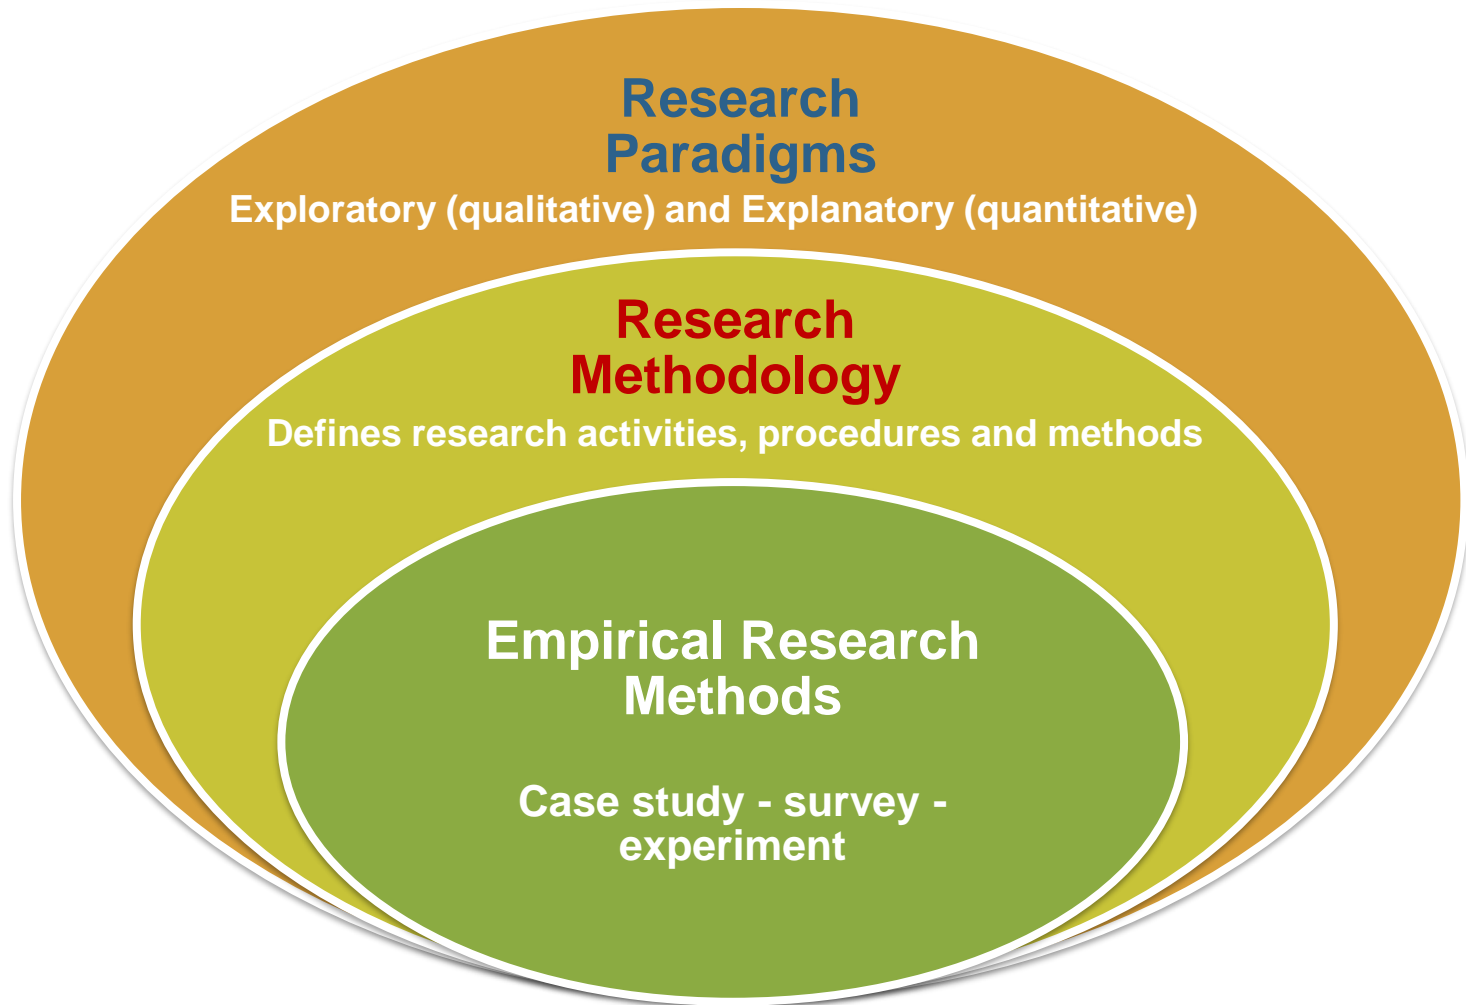 Research
Paradigms
Exploratory (qualitative) and Explanatory (quantitative)
Research
Methodology
Defines research activities, procedures and methods
Empirical Research
Methods
Case study - survey -
experiment